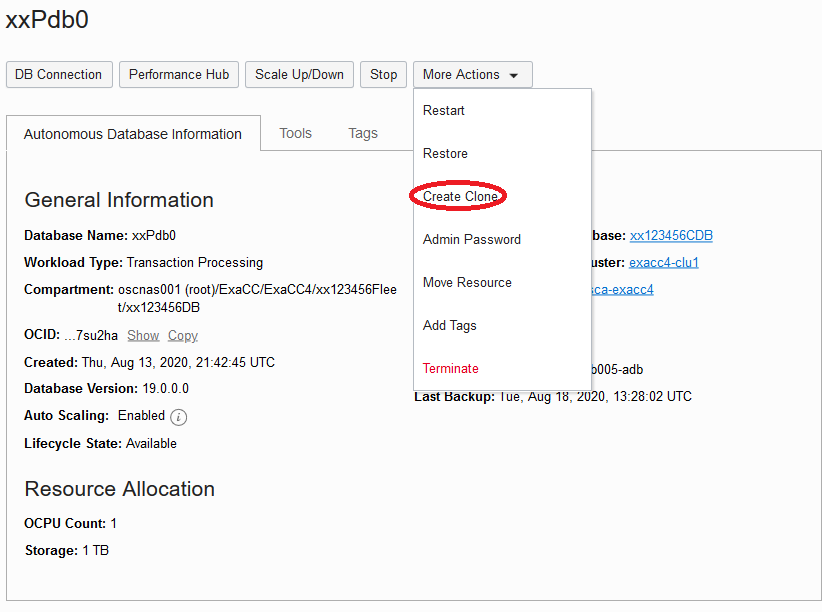 xxPdb0
DB Connection
Performance Hub
Scale Up/Down
Stop
More Actions
Restart
Restore
Create Clone
Admin Password
Move Resource
Add Tags
Terminate
Autonomous Database Information
Tools
Tags
General Information
Database Name: xxPdb0
Workload Type: Transaction Processing
Compartment: oscnas001 (root)/ExaCC/ExaCC4/xx123456Flee
t/xx123456DB
OCID: ...7su2ha Show Copy
Created: Thu, Aug 13, 2020, 21:42:45 UTC
Database Version: 19.0.0.0
Auto Scaling: Enabled i
Lifecycle State: Available
base: xx123456CDB
uster: exacc4-clu1
sca-exacc4
b005-adb
Last Backup: Tue, Aug 18, 2020, 13:28:02 UTC
Resource Allocation
OCPU Count: 1
Storage: 1 TB